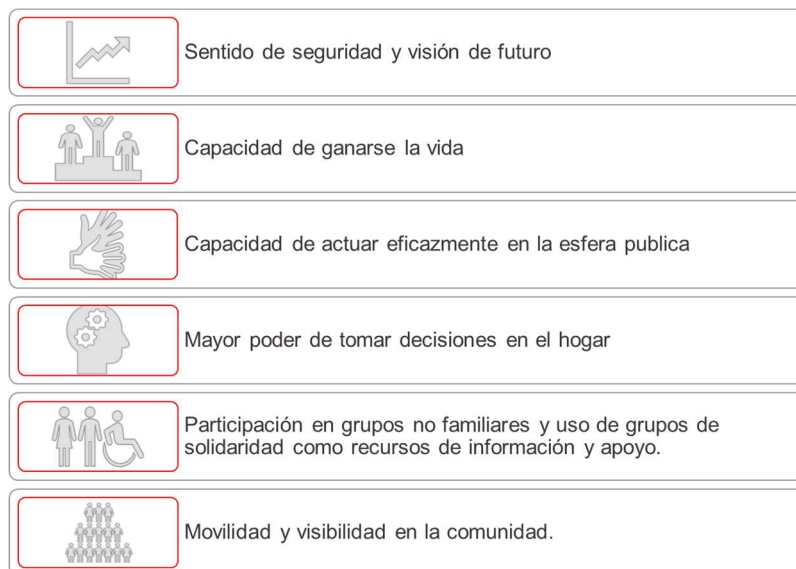 Sentido de seguridad y visión de futuro
Capacidad de ganarse la vida
Capacidad de actuar eficazmente en la esfera publica
Mayor poder de tomar decisiones en el hogar
Participación en grupos no familiares y uso de grupos de
solidaridad como recursos de información y apoyo.
Movilidad y visibilidad en la comunidad.